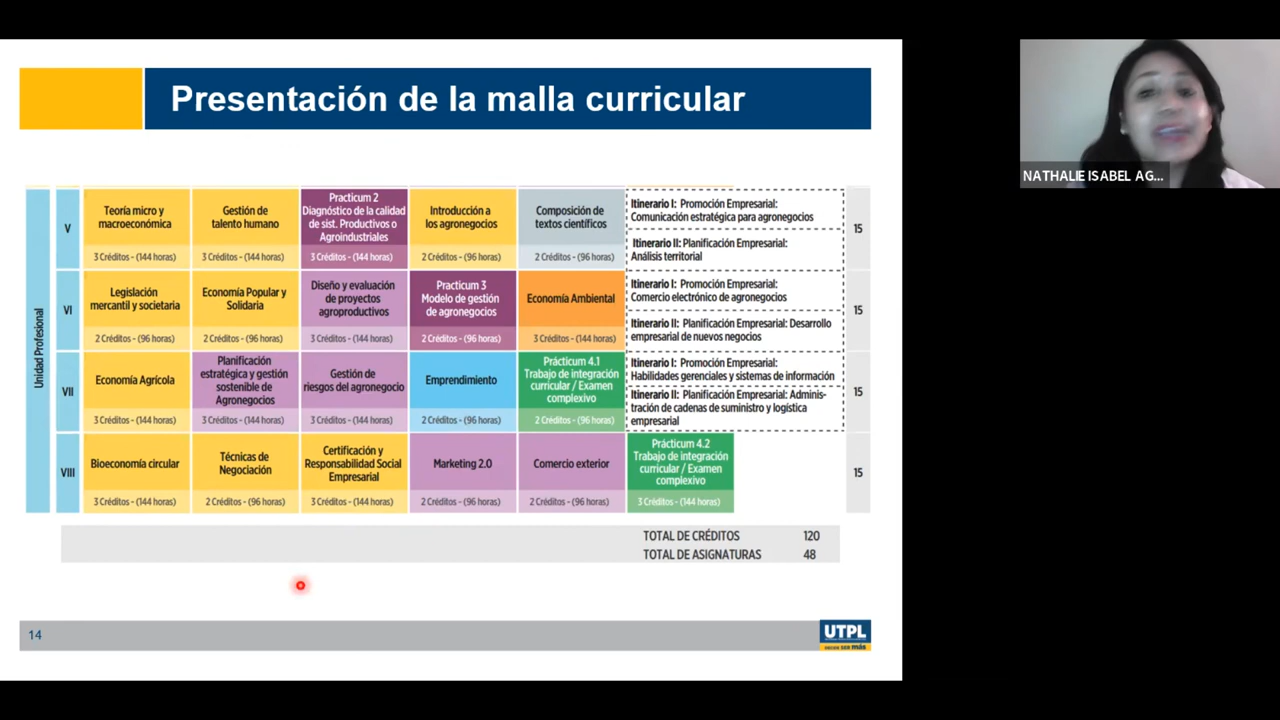 Presentación de la malla curricular
NATHALIE ISABEL AG...
Unidad Profesional
V
Teoría micro y
macroeconómica
3 Créditos - (144 horas)
Gestión de
talento humano
3 Créditos - (144 horas)
Practicum 2
Diagnóstico de la calidad
de sist. Productivos o
Agroindustriales
3 Créditos - (144 horas)
Introducción a
los agronegocios
2 Créditos - (96 horas)
Composición de
textos científicos
2 Créditos - (96 horas)
Itinerario I: Promoción Empresarial:
Comunicación estratégica para agronegocios
Itinerario II: Planificación Empresarial:
Análisis territorial
15
VI
Legislación
mercantil y societaria
2 Créditos - (96 horas)
Economía Popular y
Solidaria
2 Créditos - (96 horas)
Diseño y evaluación
de proyectos
agroproductivos
3 Créditos - (144 horas)
Practicum 3
Modelo de gestión
de agronegocios
2 Créditos - (96 horas)
Economía Ambiental
3 Créditos - (144 horas)
Itinerario I: Promoción Empresarial:
Comercio electrónico de agronegocios
Itinerario II: Planificación Empresarial: Desarrollo
empresarial de nuevos negocios
15
VII
Economía Agrícola
3 Créditos - (144 horas)
Planificación
estratégica y gestión
sostenible de
Agronegocios
3 Créditos - (144 horas)
Gestión de
riesgos del agronegocio
3 Créditos - (144 horas)
Emprendimiento
2 Créditos - (96 horas)
Prácticum 4.1
Trabajo de integración
curricular / Examen
complexivo
2 Créditos - (96 horas)
Itinerario I: Promoción Empresarial:
Habilidades gerenciales y sistemas de información
Itinerario II: Planificación Empresarial: Adminis-
tración de cadenas de suministro y logística
empresarial
15
VIII
Bioeconomía circular
3 Créditos - (144 horas)
Técnicas de
Negociación
2 Créditos - (96 horas)
Certificación y
Responsabilidad Social
Empresarial
3 Créditos - (144 horas)
Marketing 2.0
2 Créditos - (96 horas)
Comercio exterior
2 Créditos - (96 horas)
Prácticum 4.2
Trabajo de integración
curricular / Examen
complexivo
3 Créditos - (144 horas)
15
TOTAL DE CRÉDITOS 120
TOTAL DE ASIGNATURAS 48
14
UTPL